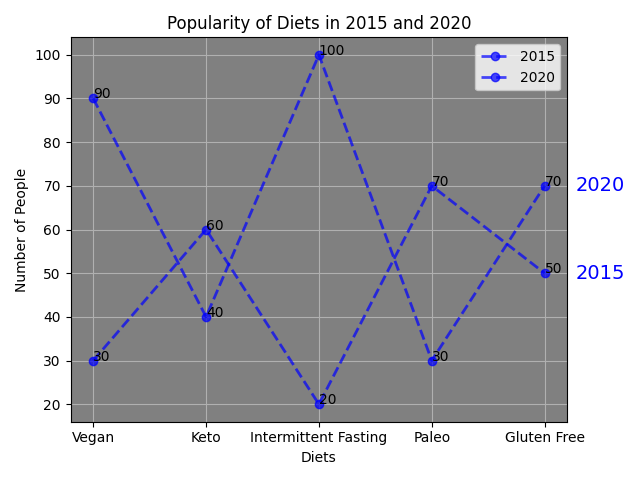 Popularity of Diets in 2015 and 2020
Number of People
100
90
80
70
60
50
40
30
20
2015
2020
90
30
60
40
100
20
70
30
70
50
2020
2015
Vegan
Keto
Intermittent Fasting
Paleo
Gluten Free
Diets